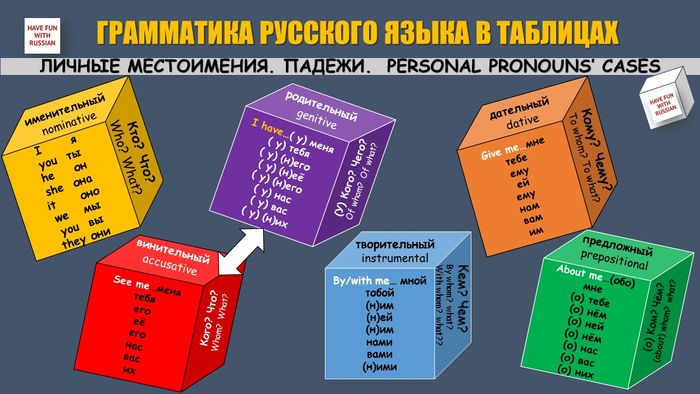 HAVE FUN
WITH
RUSSIAN
ГРАММАТИКА РУССКОГО ЯЗЫКА В ТАБЛИЦАХ
ЛИЧНЫЕ МЕСТОИМЕНИЯ. ПАДЕЖИ. PERSONAL PRONOUNS' CASES
HAVE FUN
WITH
RUSSIAN
именительный
nominative
I я
you ты
he он
she она
it оно
we мы
you вы
they они
Кто? Что?
Who? What?
родительный
genitive
I have...( у) меня
( у) тебя
( у) (н)его
( у) (н)её
( у) (н)его
( у) нас
( у) вас
( у) (н)их
(У) Кого? Чего?
Of whom? Of what?
дательный
dative
Give me...мне
тебе
ему
ей
ему
нам
вам
им
Кому? Чему?
To whom? To what?
винительный
accusative
See me...меня
тебя
его
её
его
нас
вас
их
Кого? Что?
Whom? What?
творительный
instrumental
By/with me... мной
тобой
(н)им
(н)ей
(н)им
нами
вами
(н)ими
Кем? Чем?
By whom? what?
With whom? what??
предложный
prepositional
About me...(обо)
мне
(о) тебе
(о) нём
(о) ней
(о) нём
(о) нас
(о) вас
(о) них
(о) Ком? Чём?
(about) whom? what?